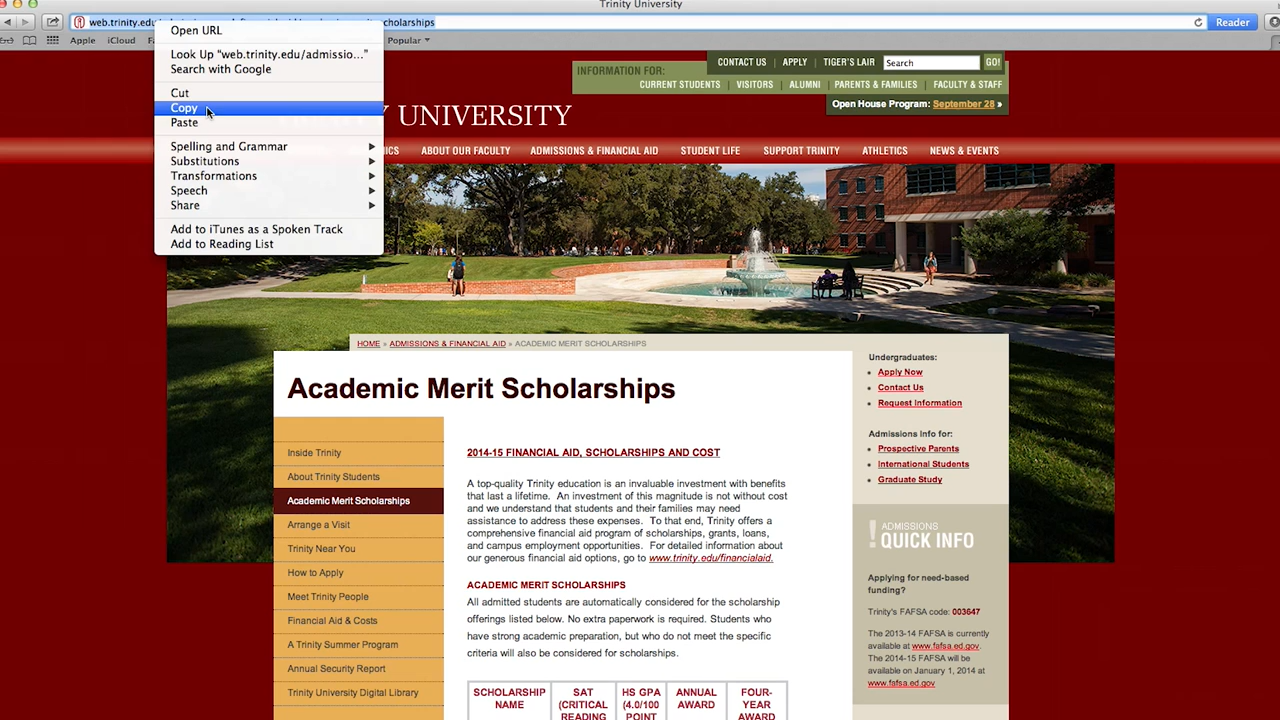 Trinity University
web.trinity.edu
scholarships
Reader
Apple
iCloud
Popular
Open URL
Look Up “web.trinity.edu/admissio...”
Search with Google
Cut
Copy
Paste
Spelling and Grammar
Substitutions
Transformations
Speech
Share
Add to iTunes as a Spoken Track
Add to Reading List
CONTACT US | APPLY | TIGER'S LAIR Search GO!
INFORMATION FOR:
CURRENT STUDENTS | VISITORS | ALUMNI | PARENTS & FAMILIES | FACULTY & STAFF
Open House Program: September 28 »
UNIVERSITY
ABOUT OUR FACULTY ADMISSIONS & FINANCIAL AID STUDENT LIFE SUPPORT TRINITY ATHLETICS NEWS & EVENTS
HOME » ADMISSIONS & FINANCIAL AID » ACADEMIC MERIT SCHOLARSHIPS
Academic Merit Scholarships
Inside Trinity
About Trinity Students
Academic Merit Scholarships
Arrange a Visit
Trinity Near You
How to Apply
Meet Trinity People
Financial Aid & Costs
A Trinity Summer Program
Annual Security Report
Trinity University Digital Library
2014-15 FINANCIAL AID, SCHOLARSHIPS AND COST
A top-quality Trinity education is an invaluable investment with benefits
that last a lifetime. An investment of this magnitude is not without cost
and we understand that students and their families may need
assistance to address these expenses. To that end, Trinity offers a
comprehensive financial aid program of scholarships, grants, loans,
and campus employment opportunities. For detailed information about
our generous financial aid options, go to www.trinity.edu/financialaid.
ACADEMIC MERIT SCHOLARSHIPS
All admitted students are automatically considered for the scholarship
offerings listed below. No extra paperwork is required. Students who
have strong academic preparation, but who do not meet the specific
criteria will also be considered for scholarships.
SCHOLARSHIP SAT HS GPA ANNUAL FOUR-
NAME (CRITICAL (4.0/100 AWARD YEAR
READING POINT AWARD
Undergraduates:
Apply Now
Contact Us
Request Information
Admissions Info for:
Prospective Parents
International Students
Graduate Study
! ADMISSIONS
QUICK INFO
Applying for need-based
funding?
Trinity's FAFSA code: 003647
The 2013-14 FAFSA is currently
available at www.fafsa.ed.gov.
The 2014-15 FAFSA will be
available on January 1, 2014 at
www.fafsa.ed.gov